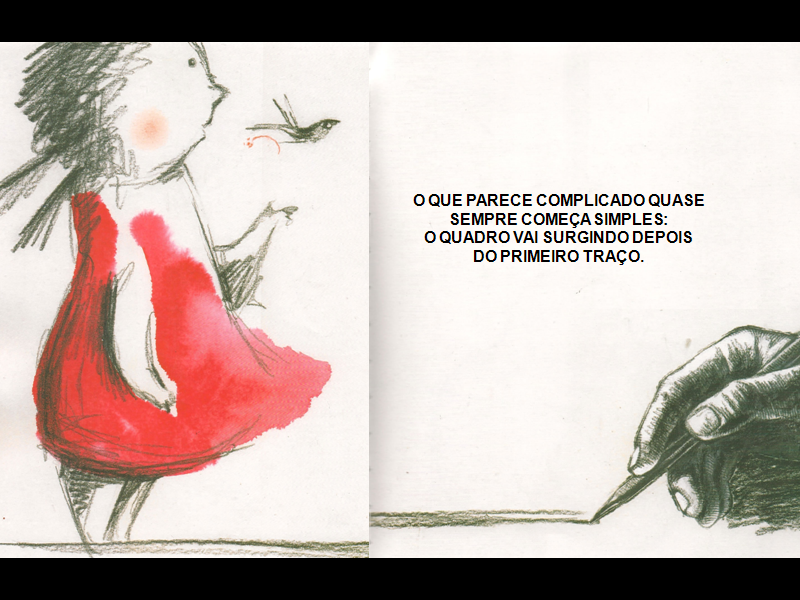 O QUE PARECE COMPLICADO QUASE
SEMPRE COMEÇA SIMPLES:
O QUADRO VAI SURGINDO DEPOIS
DO PRIMEIRO TRAÇO.